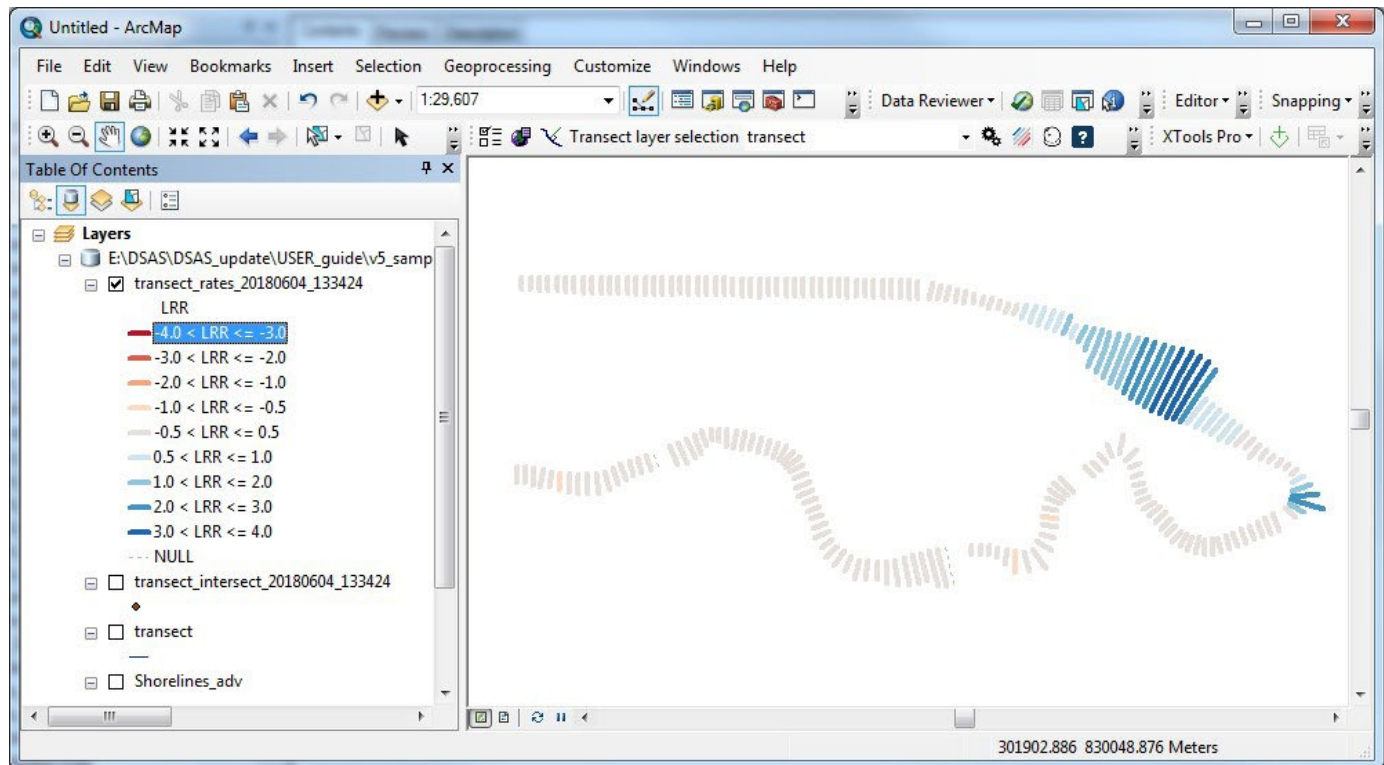 Untitled - ArcMap
File Edit View Bookmarks Insert Selection Geoprocessing Customize Windows Help
1:29,607 Data Reviewer Editor Snapping
Transect layer selection transect XTools Pro
Table Of Contents
Layers
E:\DSAS\DSAS_update\USER_guide\v5_samp
transect_rates_20180604_133424
LRR
-4.0 < LRR <= -3.0
-3.0 < LRR <= -2.0
-2.0 < LRR <= -1.0
-1.0 < LRR <= -0.5
-0.5 < LRR <= 0.5
0.5 < LRR <= 1.0
1.0 < LRR <= 2.0
2.0 < LRR <= 3.0
3.0 < LRR <= 4.0
NULL
transect_intersect_20180604_133424
transect
Shorelines_adv
301902.886 830048.876 Meters